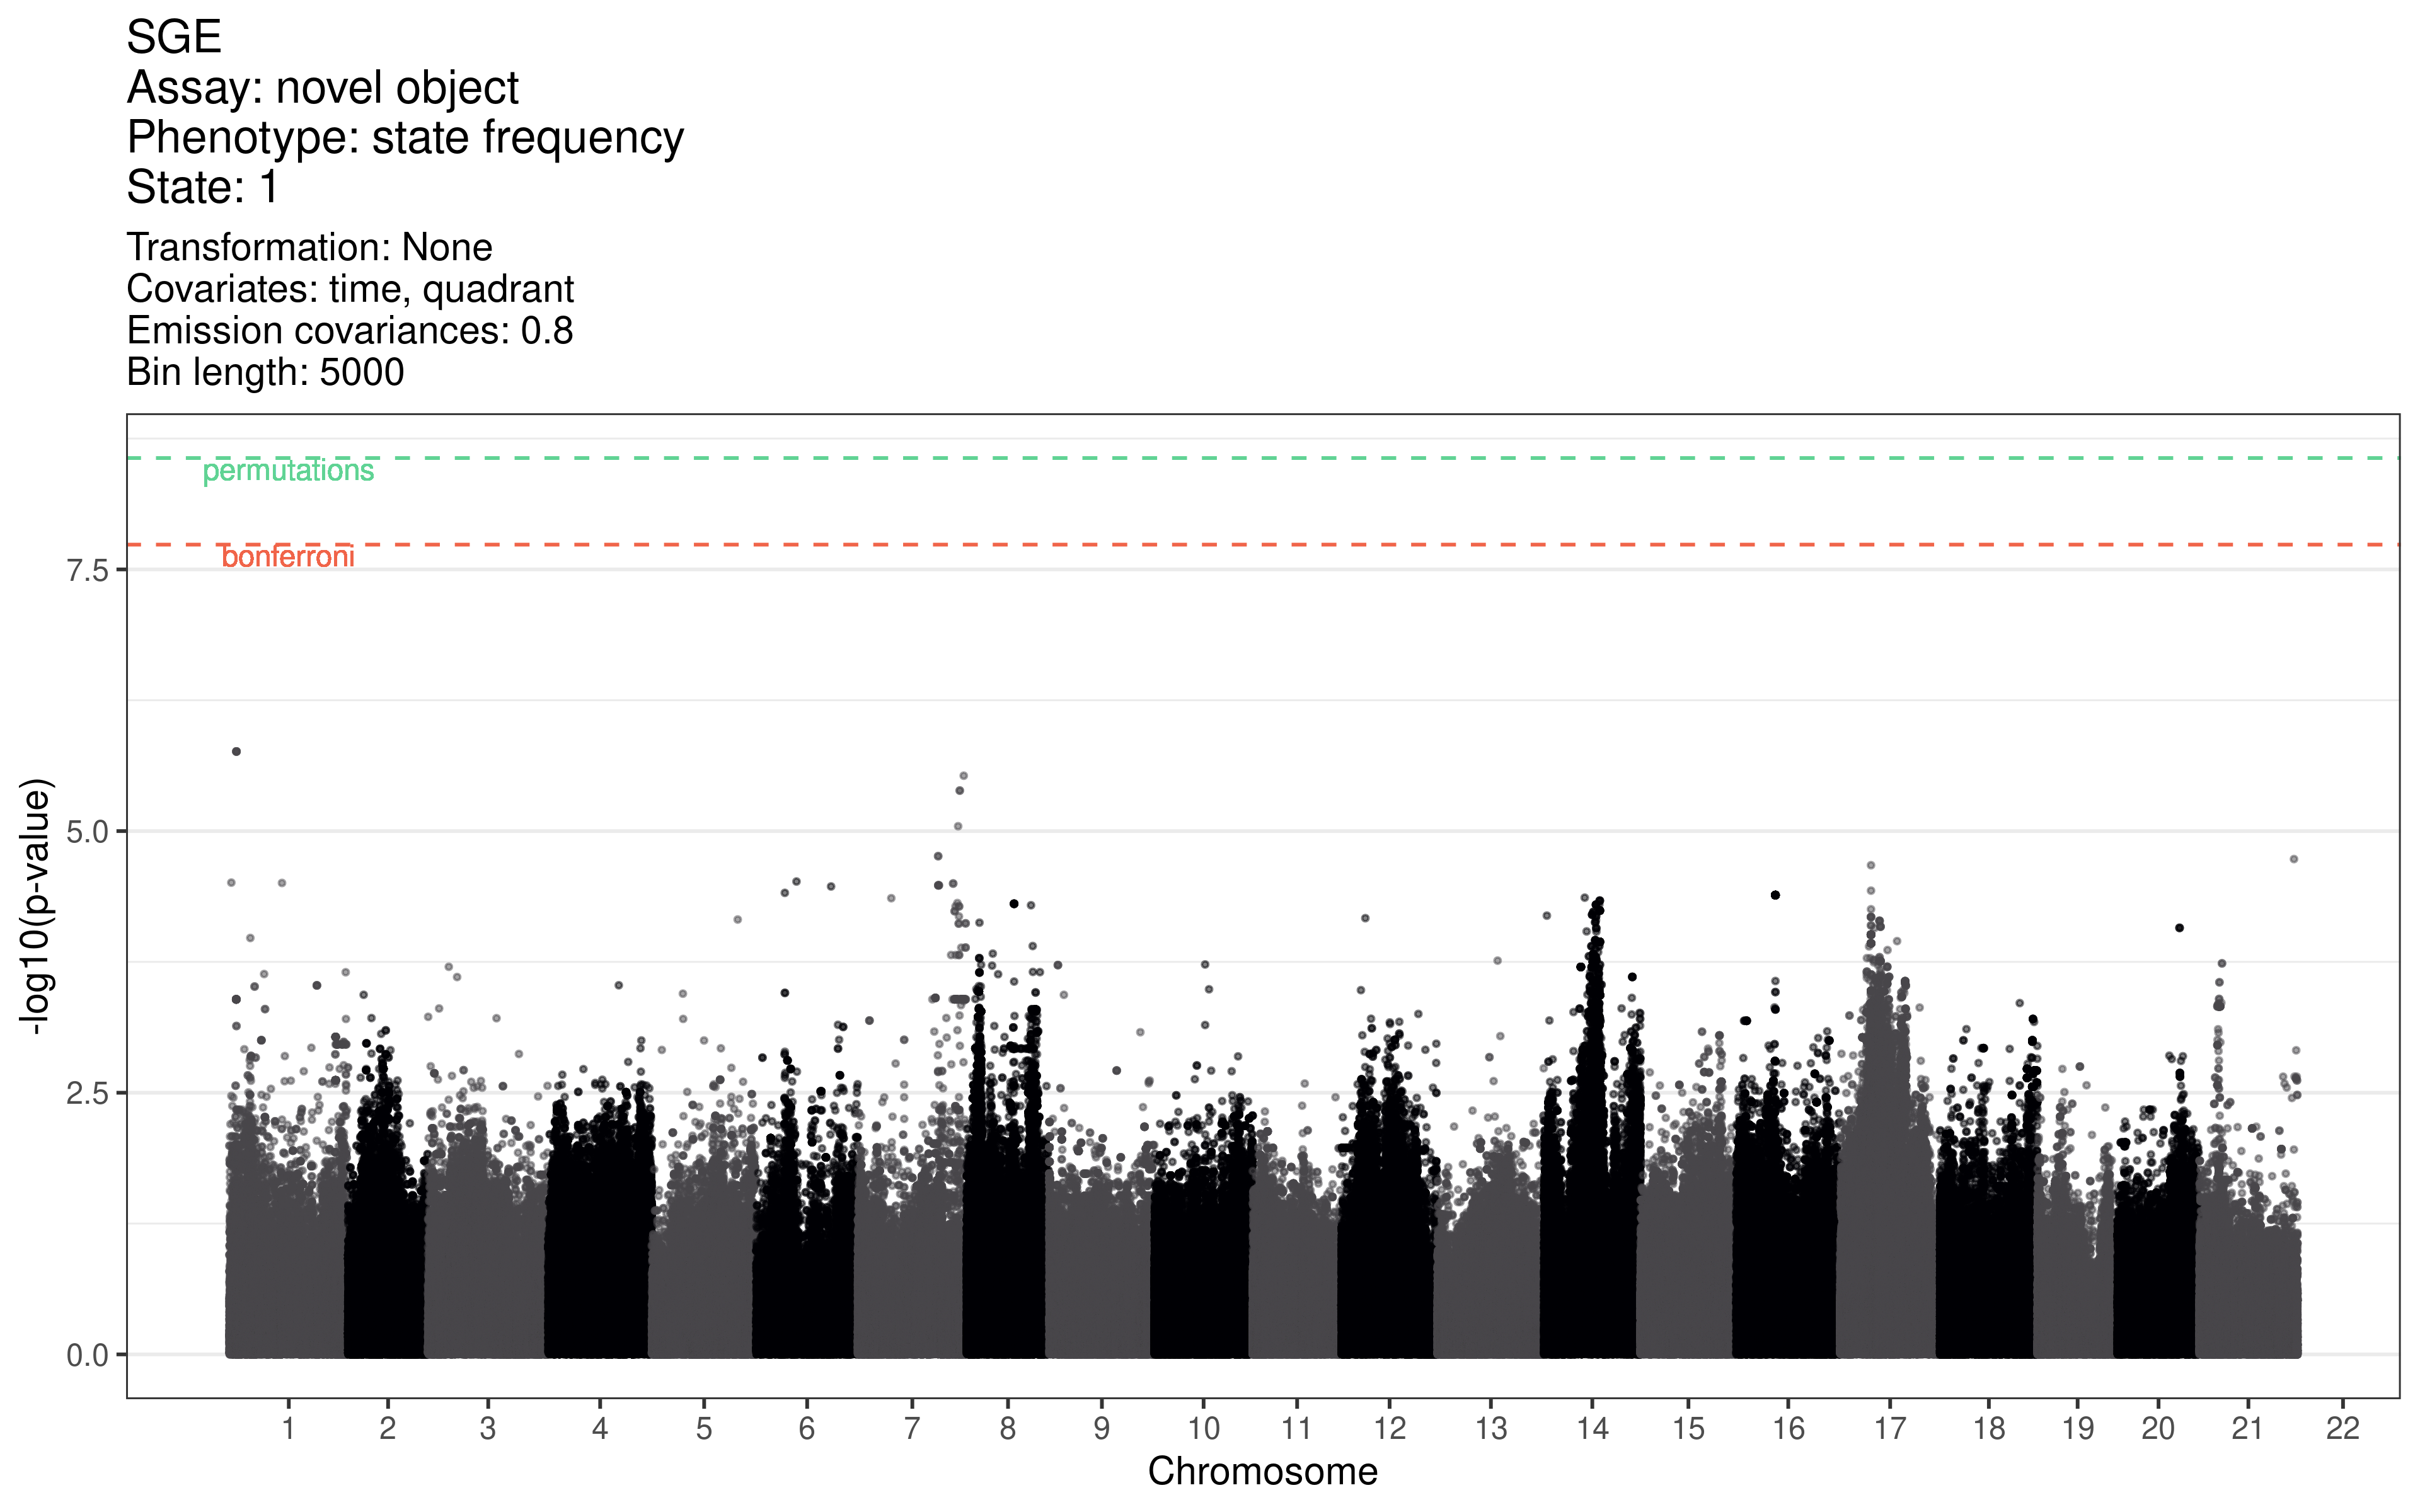 SGE
Assay: novel object
Phenotype: state frequency
State: 1
Transformation: None
Covariates: time, quadrant
Emission covariances: 0.8
Bin length: 5000
permutations
bonferroni
7.5
5.0
2.5
0.0
-log10(p-value)
1 2 3 4 5 6 7 8 9 10 11 12 13 14 15 16 17 18 19 20 21 22
Chromosome